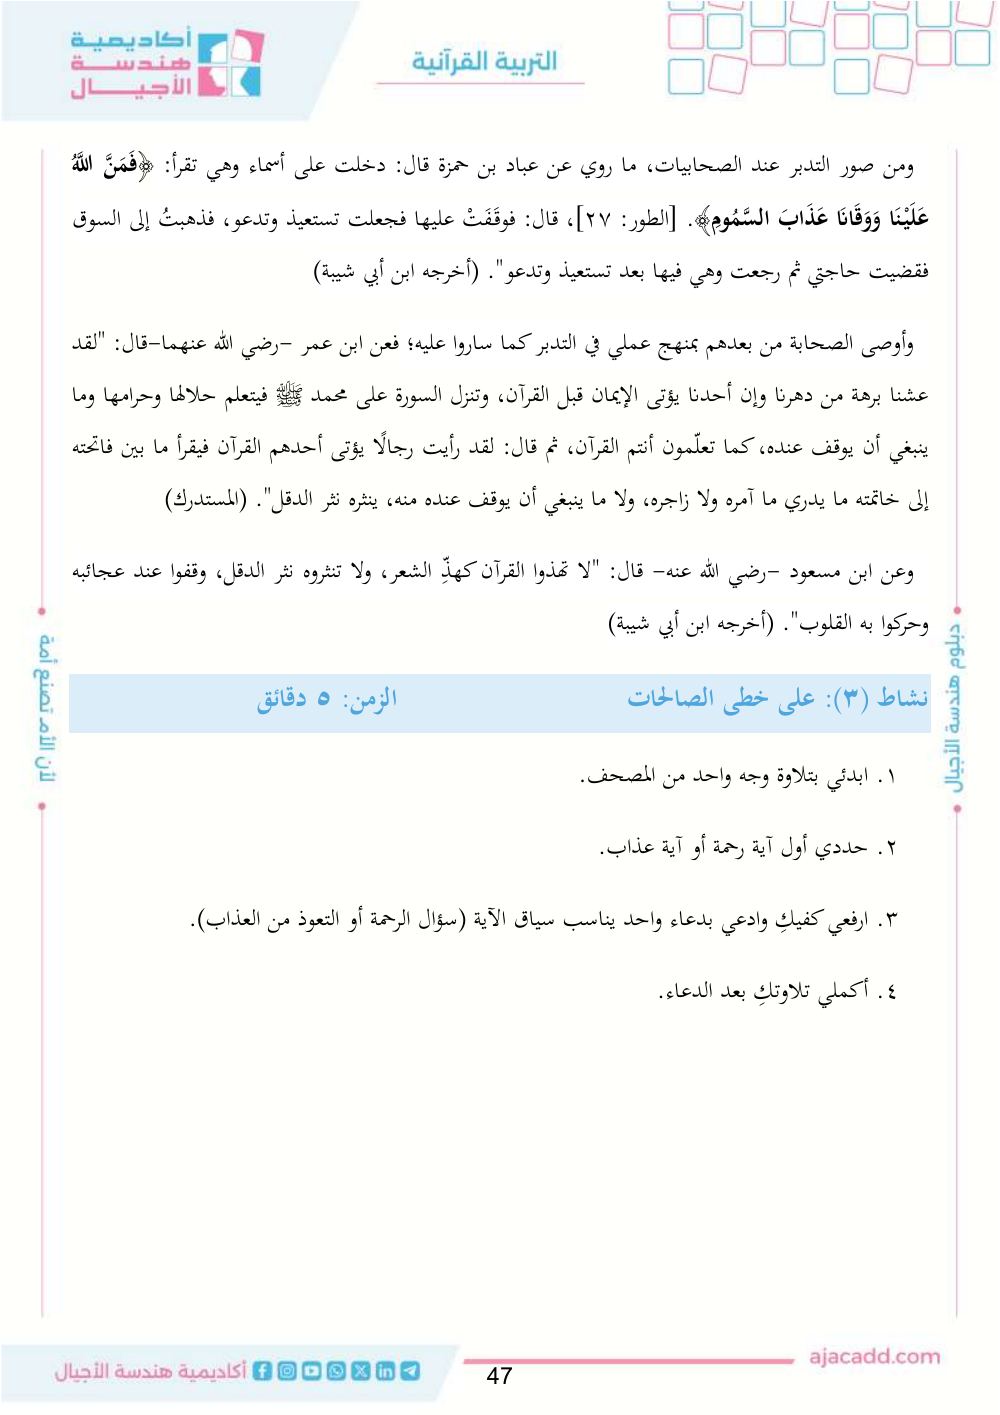 أكاديمية
هندسة
الأجيال
التربية القرآنية
ومن صور التدبر عند الصحابيات، ما روي عن عباد بن حمزة قال: دخلت على أسماء وهي تقرأ: ﴿فَمَنَّ اللَّهُ
عَلَيْنَا وَوَقَانَا عَذَابَ السَّمُومِ﴾. [الطور: ٢٧]، قال: فوقَفَتْ عليها فجعلت تستعيذ وتدعو، فذهبتُ إلى السوق
فقضيت حاجتي ثم رجعت وهي فيها بعد تستعيذ وتدعو". (أخرجه ابن أبي شيبة)
وأوصى الصحابة من بعدهم بمنهج عملي في التدبر كما ساروا عليه؛ فعن ابن عمر –رضي الله عنهما–قال: "لقد
عشنا برهة من دهرنا وإن أحدنا يؤتى الإيمان قبل القرآن، وتنزل السورة على محمد ﷺ فيتعلم حلالها وحرامها وما
ينبغي أن يوقف عنده، كما تعلّمون أنتم القرآن، ثم قال: لقد رأيت رجالًا يؤتى أحدهم القرآن فيقرأ ما بين فاتحته
إلى خاتمته ما يدري ما آمره ولا زاجره، ولا ما ينبغي أن يوقف عنده منه، ينثره نثر الدقل". (المستدرك)
وعن ابن مسعود –رضي الله عنه– قال: "لا تهذوا القرآن كهذِّ الشعر، ولا تنثروه نثر الدقل، وقفوا عند عجائبه
وحركوا به القلوب". (أخرجه ابن أبي شيبة)
نشاط (٣): على خطى الصالحات الزمن: ٥ دقائق
١. ابدئي بتلاوة وجه واحد من المصحف.
٢. حددي أول آية رحمة أو آية عذاب.
٣. ارفعي كفيكِ وادعي بدعاء واحد يناسب سياق الآية (سؤال الرحمة أو التعوذ من العذاب).
٤. أكملي تلاوتكِ بعد الدعاء.
دبلوم هندسة الأجيال
لأن الأم تصنع أمة
أكاديمية هندسة الأجيال
47
ajacadd.com